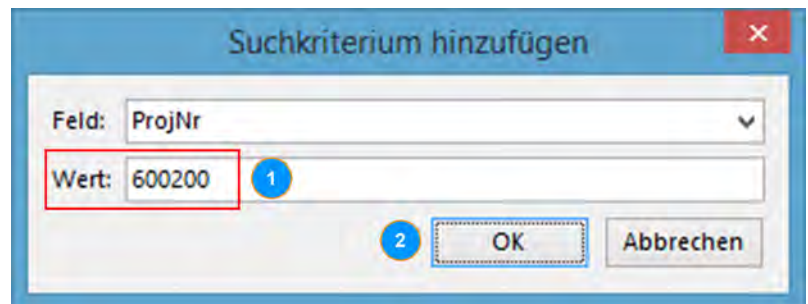 Suchkriterium hinzufügen
Feld: ProjNr
Wert: 600200 1
2 OK Abbrechen